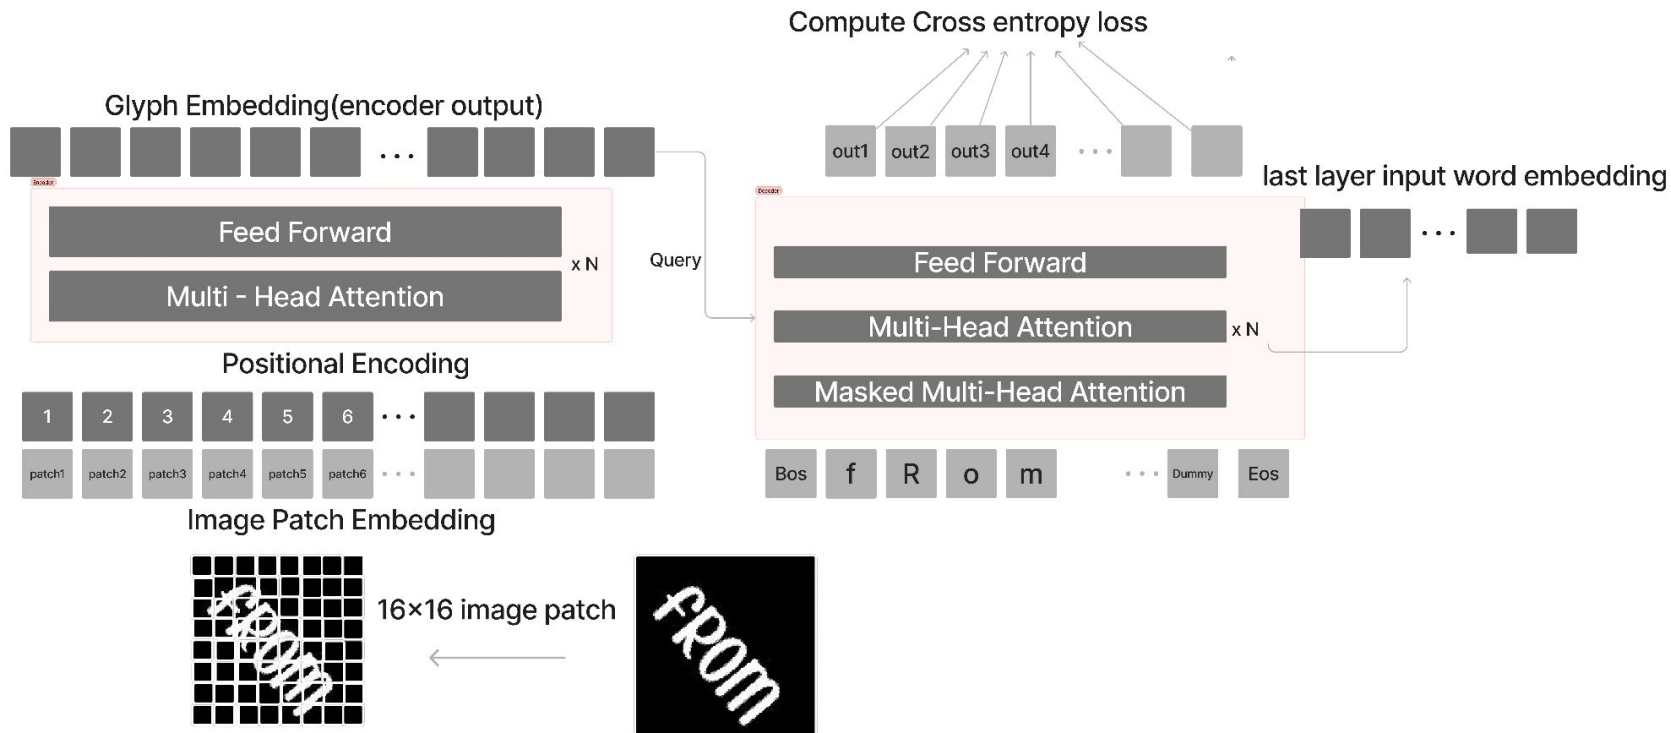 Compute Cross entropy loss
Glyph Embedding(encoder output)
...
out1 out2 out3 out4 ...
last layer input word embedding
...
Encoder
Decoder
Feed Forward
Multi - Head Attention
x N
Query
Feed Forward
Multi-Head Attention
x N
Masked Multi-Head Attention
Positional Encoding
1 2 3 4 5 6 ...
patch1 patch2 patch3 patch4 patch5 patch6 ...
Bos f R o m ... Dummy Eos
Image Patch Embedding
fROM
16×16 image patch
fROM